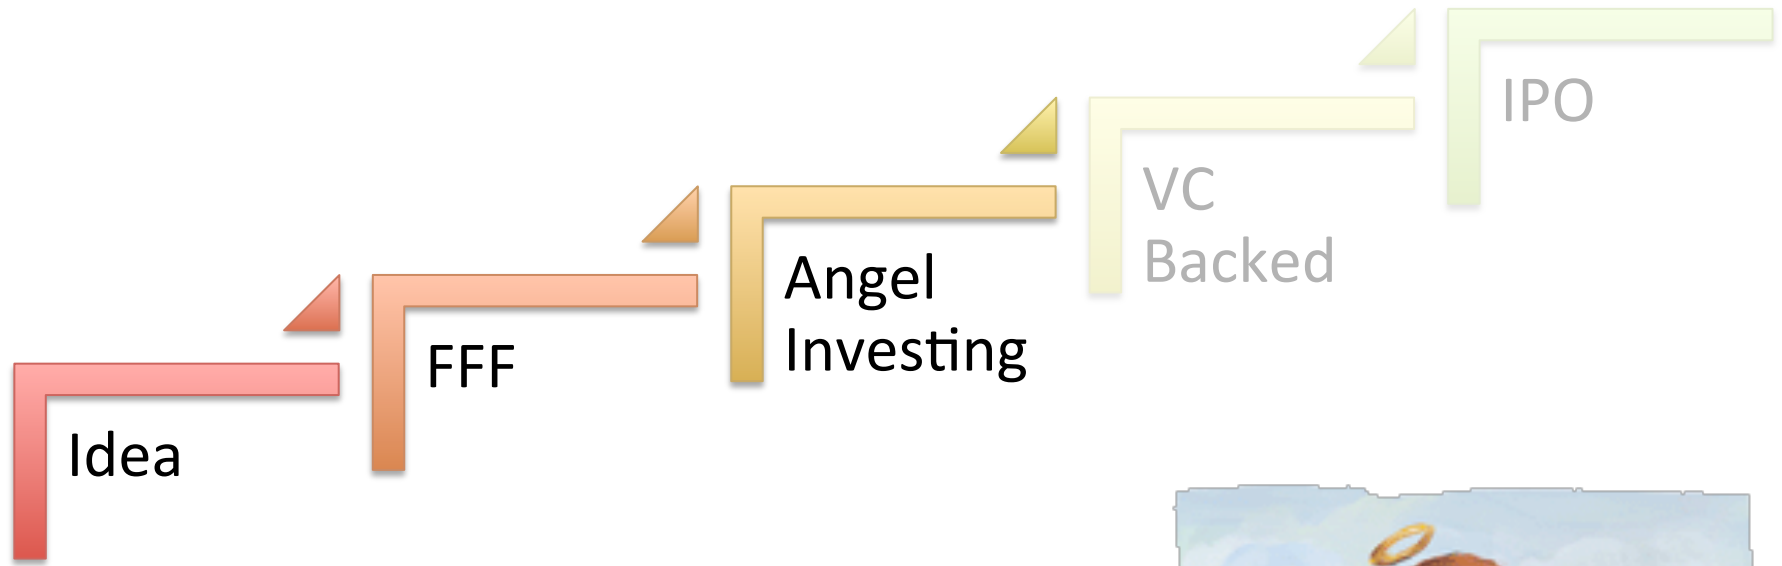 Idea
FFF
Angel
Investing
VC
Backed
IPO